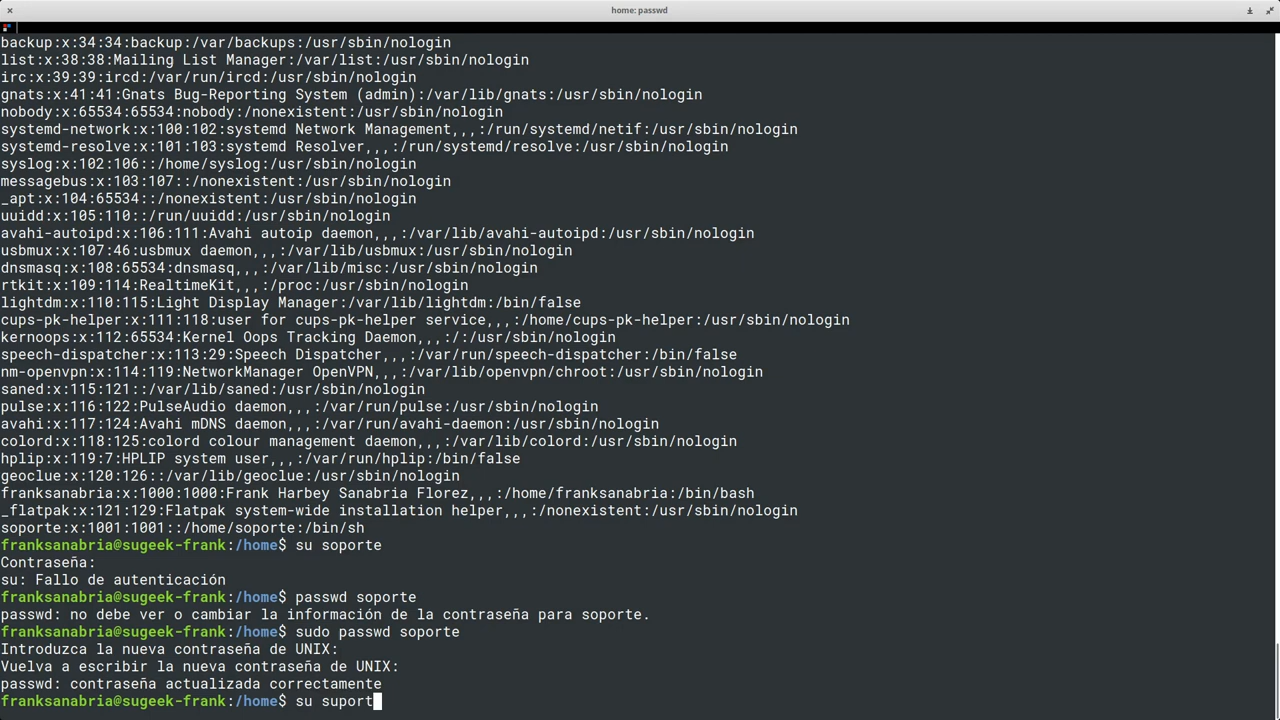 home: passwd
backup:x:34:34:backup:/var/backups:/usr/sbin/nologin
list:x:38:38:Mailing List Manager:/var/list:/usr/sbin/nologin
irc:x:39:39:ircd:/var/run/ircd:/usr/sbin/nologin
gnats:x:41:41:Gnats Bug-Reporting System (admin):/var/lib/gnats:/usr/sbin/nologin
nobody:x:65534:65534:nobody:/nonexistent:/usr/sbin/nologin
systemd-network:x:100:102:systemd Network Management,,,:/run/systemd/netif:/usr/sbin/nologin
systemd-resolve:x:101:103:systemd Resolver,,,:/run/systemd/resolve:/usr/sbin/nologin
syslog:x:102:106::/home/syslog:/usr/sbin/nologin
messagebus:x:103:107::/nonexistent:/usr/sbin/nologin
_apt:x:104:65534::/nonexistent:/usr/sbin/nologin
uuidd:x:105:110::/run/uuidd:/usr/sbin/nologin
avahi-autoipd:x:106:111:Avahi autoip daemon,,,:/var/lib/avahi-autoipd:/usr/sbin/nologin
usbmux:x:107:46:usbmux daemon,,,:/var/lib/usbmux:/usr/sbin/nologin
dnsmasq:x:108:65534:dnsmasq,,,:/var/lib/misc:/usr/sbin/nologin
rtkit:x:109:114:RealtimeKit,,,:/proc:/usr/sbin/nologin
lightdm:x:110:115:Light Display Manager:/var/lib/lightdm:/bin/false
cups-pk-helper:x:111:118:user for cups-pk-helper service,,,:/home/cups-pk-helper:/usr/sbin/nologin
kernoops:x:112:65534:Kernel Oops Tracking Daemon,,,:/:/usr/sbin/nologin
speech-dispatcher:x:113:29:Speech Dispatcher,,,:/var/run/speech-dispatcher:/bin/false
nm-openvpn:x:114:119:NetworkManager OpenVPN,,,:/var/lib/openvpn/chroot:/usr/sbin/nologin
saned:x:115:121::/var/lib/saned:/usr/sbin/nologin
pulse:x:116:122:PulseAudio daemon,,,:/var/run/pulse:/usr/sbin/nologin
avahi:x:117:124:Avahi mDNS daemon,,,:/var/run/avahi-daemon:/usr/sbin/nologin
colord:x:118:125:colord colour management daemon,,,:/var/lib/colord:/usr/sbin/nologin
hplip:x:119:7:HPLIP system user,,,:/var/run/hplip:/bin/false
geoclue:x:120:126::/var/lib/geoclue:/usr/sbin/nologin
franksanabria:x:1000:1000:Frank Harbey Sanabria Florez,,,:/home/franksanabria:/bin/bash
_flatpak:x:121:129:Flatpak system-wide installation helper,,,:/nonexistent:/usr/sbin/nologin
soporte:x:1001:1001::/home/soporte:/bin/sh
franksanabria@sugeek-frank:/home$ su soporte
Contraseña:
su: Fallo de autenticación
franksanabria@sugeek-frank:/home$ passwd soporte
passwd: no debe ver o cambiar la información de la contraseña para soporte.
franksanabria@sugeek-frank:/home$ sudo passwd soporte
Introduzca la nueva contraseña de UNIX:
Vuelva a escribir la nueva contraseña de UNIX:
passwd: contraseña actualizada correctamente
franksanabria@sugeek-frank:/home$ su suport